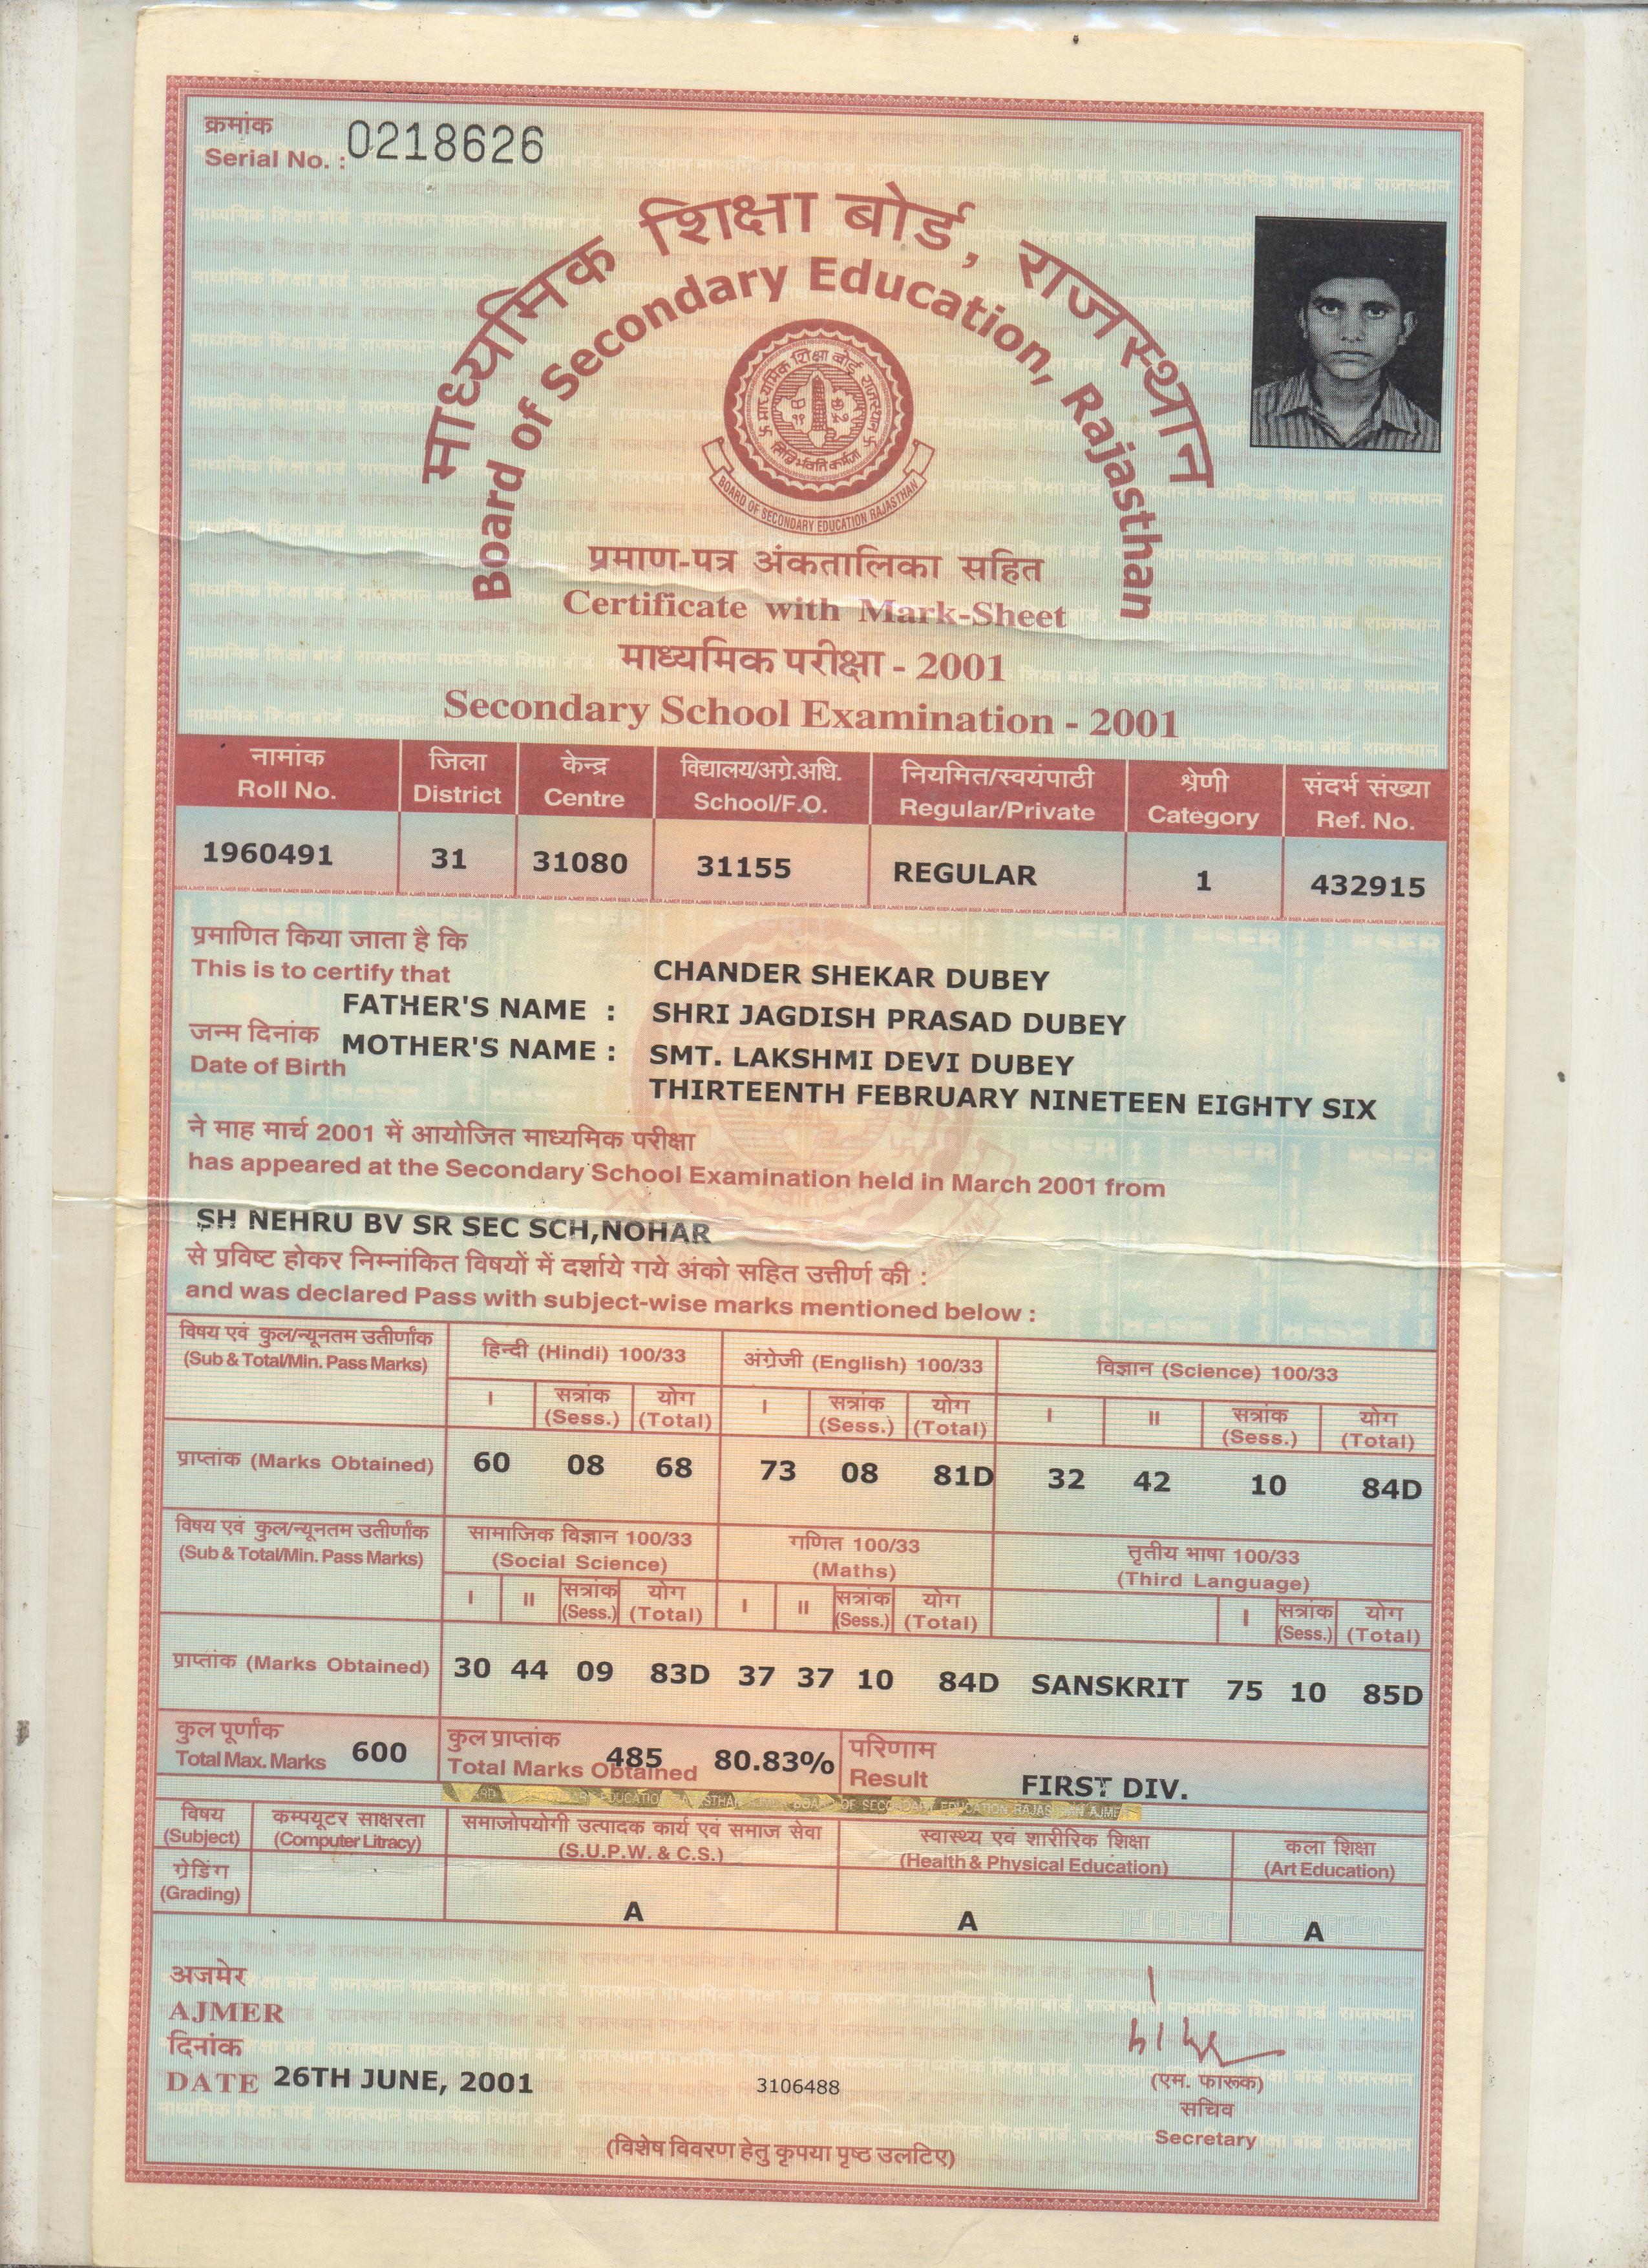 क्रमांक
Serial No. : 0218626
माध्यमिक शिक्षा बोर्ड, राजस्थान
Board of Secondary Education, Rajasthan
माध्यमिक शिक्षा बोर्ड राजस्थान
BOARD OF SECONDARY EDUCATION RAJASTHAN
प्रमाण-पत्र अंकतालिका सहित
Certificate with Mark-Sheet
माध्यमिक परीक्षा - 2001
Secondary School Examination - 2001
नामांक जिला केन्द्र विद्यालय/अग्रे.अधि. नियमित/स्वयंपाठी श्रेणी संदर्भ संख्या
Roll No. District Centre School/F.O. Regular/Private Category Ref. No.
1960491 31 31080 31155 REGULAR 1 432915
प्रमाणित किया जाता है कि
This is to certify that CHANDER SHEKAR DUBEY
FATHER'S NAME : SHRI JAGDISH PRASAD DUBEY
जन्म दिनांक MOTHER'S NAME : SMT. LAKSHMI DEVI DUBEY
Date of Birth THIRTEENTH FEBRUARY NINETEEN EIGHTY SIX
ने माह मार्च 2001 में आयोजित माध्यमिक परीक्षा
has appeared at the Secondary School Examination held in March 2001 from
SH NEHRU BV SR SEC SCH,NOHAR
से प्रविष्ट होकर निम्नांकित विषयों में दर्शाये गये अंको सहित उत्तीर्ण की :
and was declared Pass with subject-wise marks mentioned below :
विषय एवं कुल/न्यूनतम उतीर्णांक हिन्दी (Hindi) 100/33 अंग्रेजी (English) 100/33 विज्ञान (Science) 100/33
(Sub & Total/Min. Pass Marks)
I सत्रांक योग I सत्रांक योग I II सत्रांक योग
(Sess.) (Total) (Sess.) (Total) (Sess.) (Total)
प्राप्तांक (Marks Obtained) 60 08 68 73 08 81D 32 42 10 84D
विषय एवं कुल/न्यूनतम उतीर्णांक सामाजिक विज्ञान 100/33 गणित 100/33 तृतीय भाषा 100/33
(Sub & Total/Min. Pass Marks) (Social Science) (Maths) (Third Language)
I II सत्रांक योग I II सत्रांक योग I सत्रांक योग
(Sess.) (Total) (Sess.) (Total) (Sess.) (Total)
प्राप्तांक (Marks Obtained) 30 44 09 83D 37 37 10 84D SANSKRIT 75 10 85D
कुल पूर्णांक कुल प्राप्तांक परिणाम
Total Max. Marks 600 Total Marks Obtained 485 80.83% Result FIRST DIV.
विषय कम्पयूटर साक्षरता समाजोपयोगी उत्पादक कार्य एवं समाज सेवा स्वास्थ्य एवं शारीरिक शिक्षा कला शिक्षा
(Subject) (Computer Litracy) (S.U.P.W. & C.S.) (Health & Physical Education) (Art Education)
ग्रेडिंग
(Grading) A A A
अजमेर
AJMER
दिनांक
DATE 26TH JUNE, 2001 3106488
(एम. फारूक)
सचिव
Secretary
(विशेष विवरण हेतु कृपया पृष्ठ उलटिए)